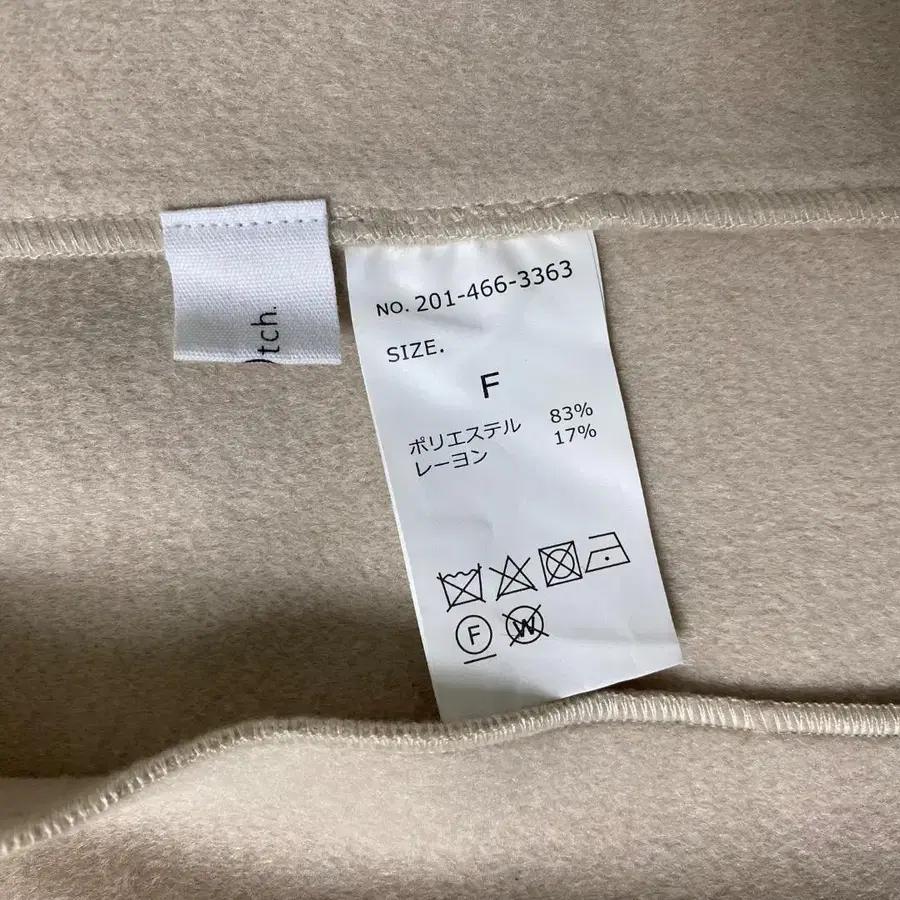 tch.
NO. 201-466-3363
SIZE.
F
ポリエステル 83%
レーヨン 17%
F
W